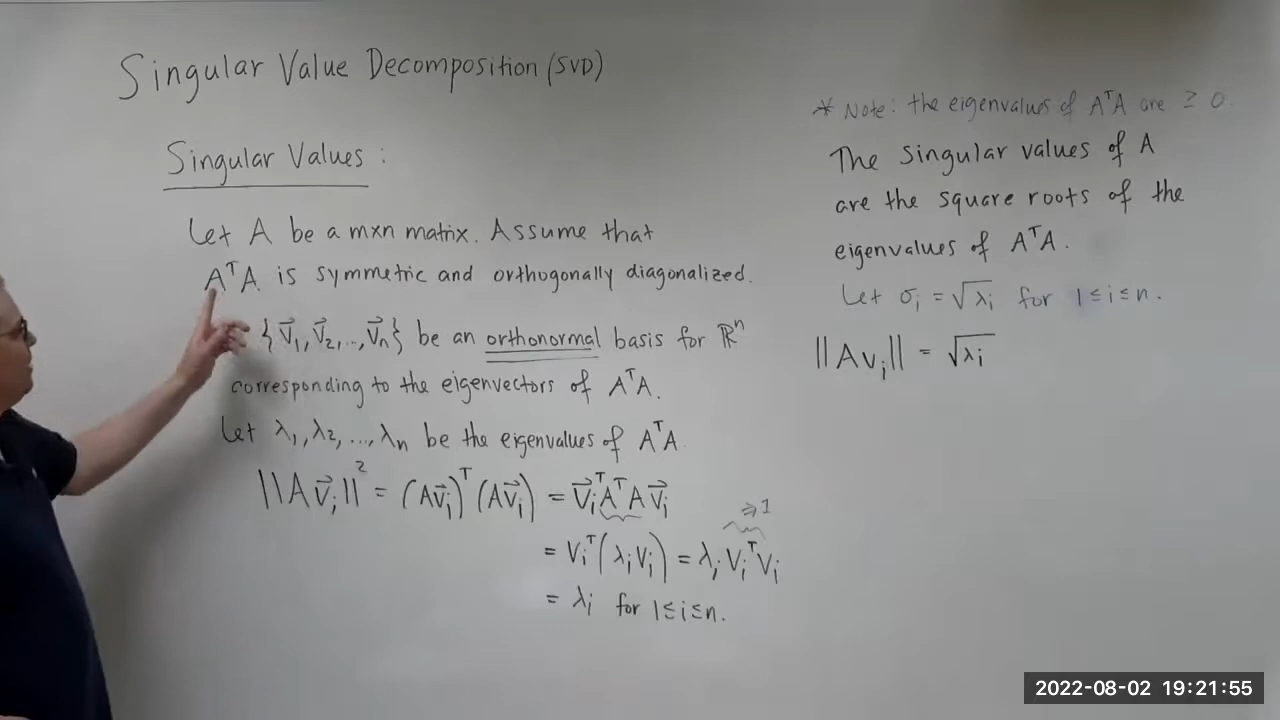 Singular Value Decomposition (SVD)
Singular Values :
Let A be a mxn matrix. Assume that
AᵀA is symmetric and orthogonally diagonalized.
{v⃗₁, v⃗₂, .., v⃗ₙ} be an orthonormal basis for ℝⁿ
corresponding to the eigenvectors of AᵀA.
Let λ₁, λ₂, ..., λₙ be the eigenvalues of AᵀA
||Av⃗ᵢ||² = (Av⃗ᵢ)ᵀ(Av⃗ᵢ) = v⃗ᵢᵀAᵀAv⃗ᵢ
⇒1
= vᵢᵀ(λᵢvᵢ) = λᵢvᵢᵀvᵢ
= λᵢ for 1≤i≤n.
* Note: the eigenvalues of AᵀA are ≥ 0.
The singular values of A
are the square roots of the
eigenvalues of AᵀA.
Let σᵢ = √λᵢ for 1≤i≤n.
||Avᵢ|| = √λᵢ
2022-08-02 19:21:55